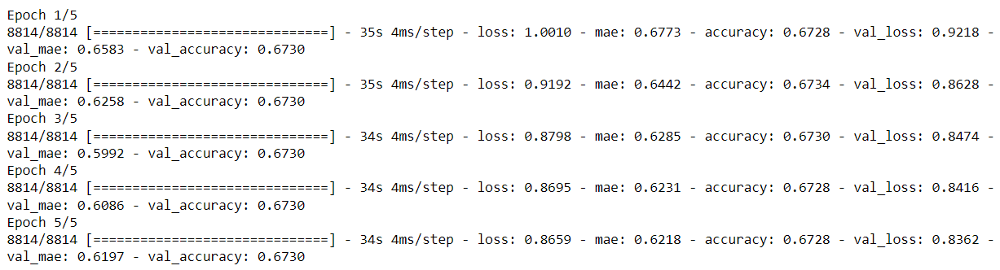 Epoch 1/5
8814/8814 [==============================] - 35s 4ms/step - loss: 1.0010 - mae: 0.6773 - accuracy: 0.6728 - val_loss: 0.9218 -
val_mae: 0.6583 - val_accuracy: 0.6730
Epoch 2/5
8814/8814 [==============================] - 35s 4ms/step - loss: 0.9192 - mae: 0.6442 - accuracy: 0.6734 - val_loss: 0.8628 -
val_mae: 0.6258 - val_accuracy: 0.6730
Epoch 3/5
8814/8814 [==============================] - 34s 4ms/step - loss: 0.8798 - mae: 0.6285 - accuracy: 0.6730 - val_loss: 0.8474 -
val_mae: 0.5992 - val_accuracy: 0.6730
Epoch 4/5
8814/8814 [==============================] - 34s 4ms/step - loss: 0.8695 - mae: 0.6231 - accuracy: 0.6728 - val_loss: 0.8416 -
val_mae: 0.6086 - val_accuracy: 0.6730
Epoch 5/5
8814/8814 [==============================] - 34s 4ms/step - loss: 0.8659 - mae: 0.6218 - accuracy: 0.6728 - val_loss: 0.8362 -
val_mae: 0.6197 - val_accuracy: 0.6730